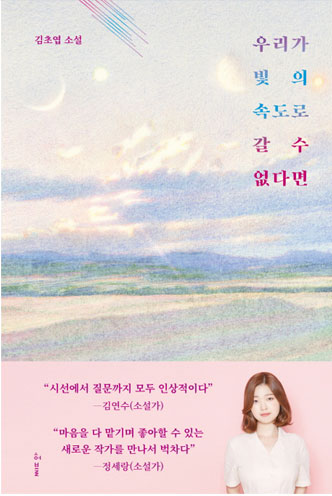 김초엽 소설
우리가
빛의
속도로
갈 수
없다면
“시선에서 질문까지 모두 인상적이다”
—김연수(소설가)
“마음을 다 맡기며 좋아할 수 있는
새로운 작가를 만나서 벅차다”
—정세랑(소설가)
허블